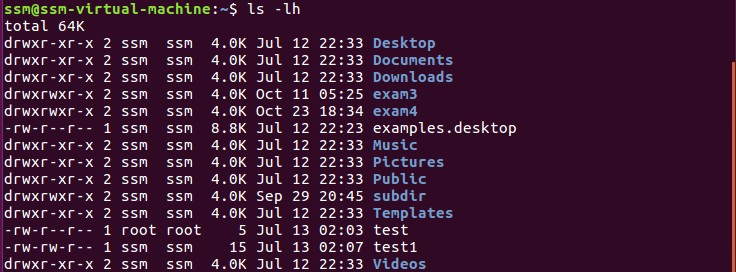 ssm@ssm-virtual-machine:~$ ls -lh
total 64K
drwxr-xr-x 2 ssm  ssm  4.0K Jul 12 22:33 Desktop
drwxr-xr-x 2 ssm  ssm  4.0K Jul 12 22:33 Documents
drwxr-xr-x 2 ssm  ssm  4.0K Jul 12 22:33 Downloads
drwxrwxr-x 2 ssm  ssm  4.0K Oct 11 05:25 exam3
drwxrwxr-x 2 ssm  ssm  4.0K Oct 23 18:34 exam4
-rw-r--r-- 1 ssm  ssm  8.8K Jul 12 22:23 examples.desktop
drwxr-xr-x 2 ssm  ssm  4.0K Jul 12 22:33 Music
drwxr-xr-x 2 ssm  ssm  4.0K Jul 12 22:33 Pictures
drwxr-xr-x 2 ssm  ssm  4.0K Jul 12 22:33 Public
drwxrwxr-x 2 ssm  ssm  4.0K Sep 29 20:45 subdir
drwxr-xr-x 2 ssm  ssm  4.0K Jul 12 22:33 Templates
-rw-r--r-- 1 root root    5 Jul 13 02:03 test
-rw-rw-r-- 1 ssm  ssm    15 Jul 13 02:07 test1
drwxr-xr-x 2 ssm  ssm  4.0K Jul 12 22:33 Videos